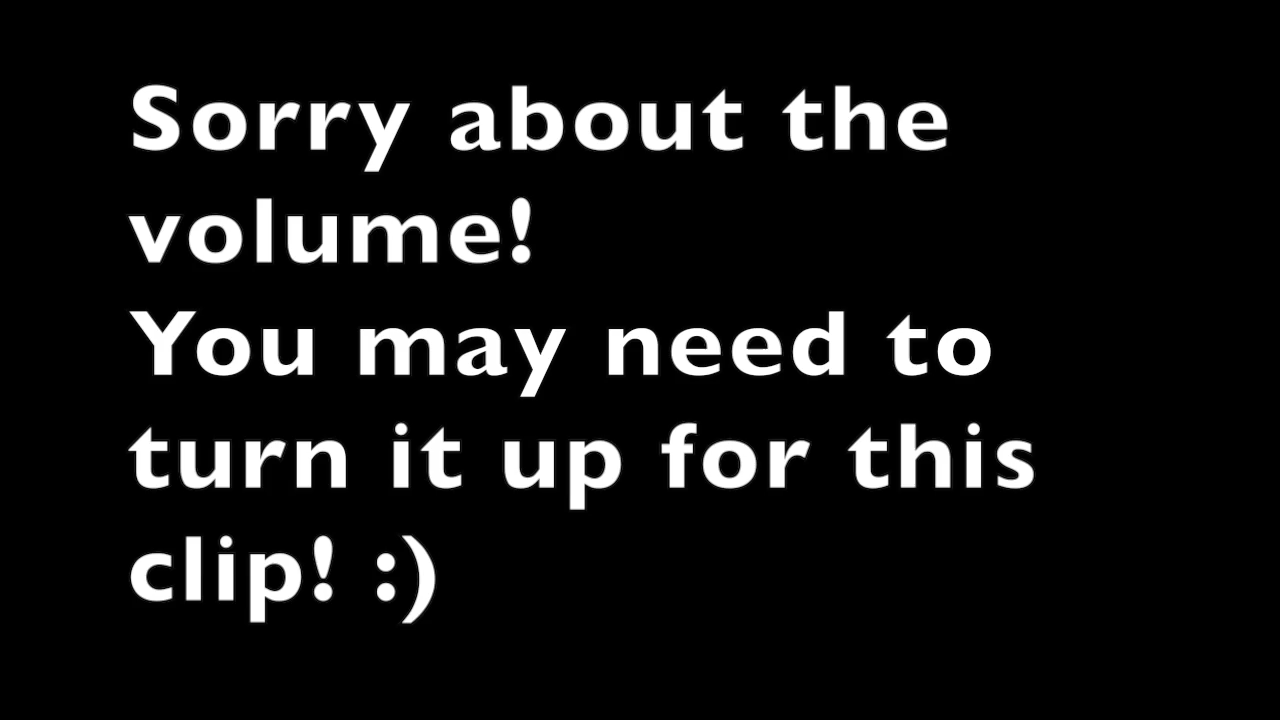 Sorry about the
volume!
You may need to
turn it up for this
clip! :)